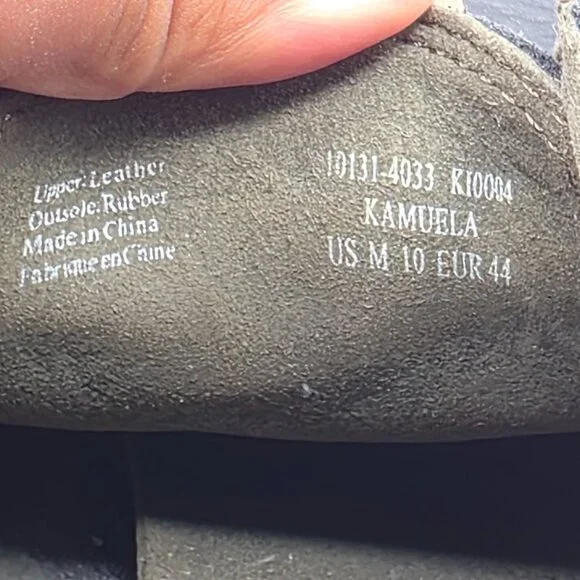 Upper: Leather
Outsole: Rubber
Made in China
Fabrique en Chine
10131-4033 KI0004
KAMUELA
US M 10 EUR 44